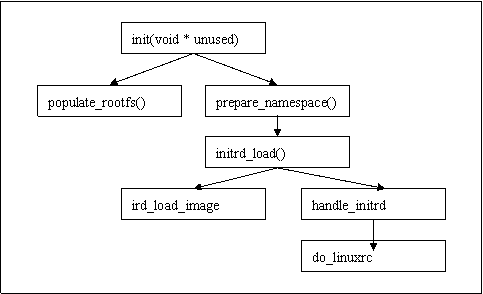 init(void * unused)
populate_rootfs()
prepare_namespace()
initrd_load()
ird_load_image
handle_initrd
do_linuxrc